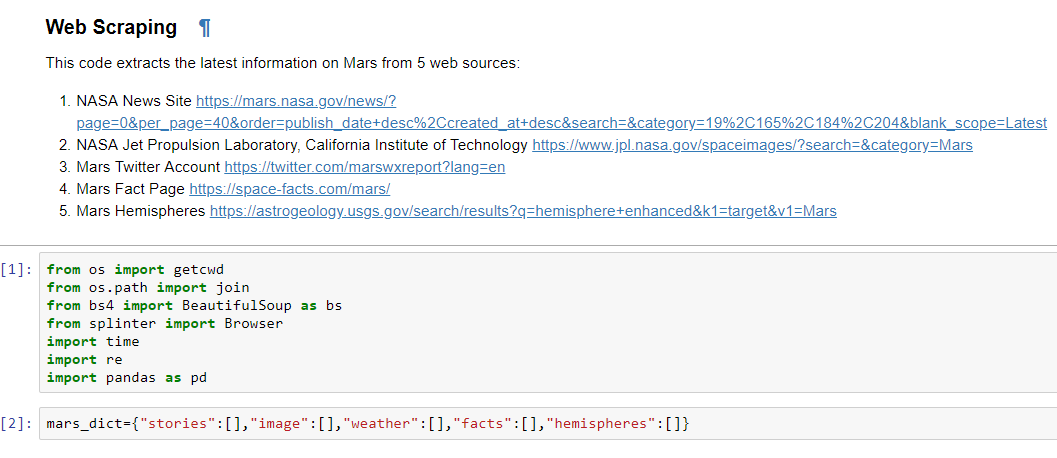 Web Scraping ¶
This code extracts the latest information on Mars from 5 web sources:
1. NASA News Site https://mars.nasa.gov/news/?
page=0&per_page=40&order=publish_date+desc%2Ccreated_at+desc&search=&category=19%2C165%2C184%2C204&blank_scope=Latest
2. NASA Jet Propulsion Laboratory, California Institute of Technology https://www.jpl.nasa.gov/spaceimages/?search=&category=Mars
3. Mars Twitter Account https://twitter.com/marswxreport?lang=en
4. Mars Fact Page https://space-facts.com/mars/
5. Mars Hemispheres https://astrogeology.usgs.gov/search/results?q=hemisphere+enhanced&k1=target&v1=Mars
[1]: from os import getcwd
from os.path import join
from bs4 import BeautifulSoup as bs
from splinter import Browser
import time
import re
import pandas as pd
[2]: mars_dict={"stories":[],"image":[],"weather":[],"facts":[],"hemispheres":[]}